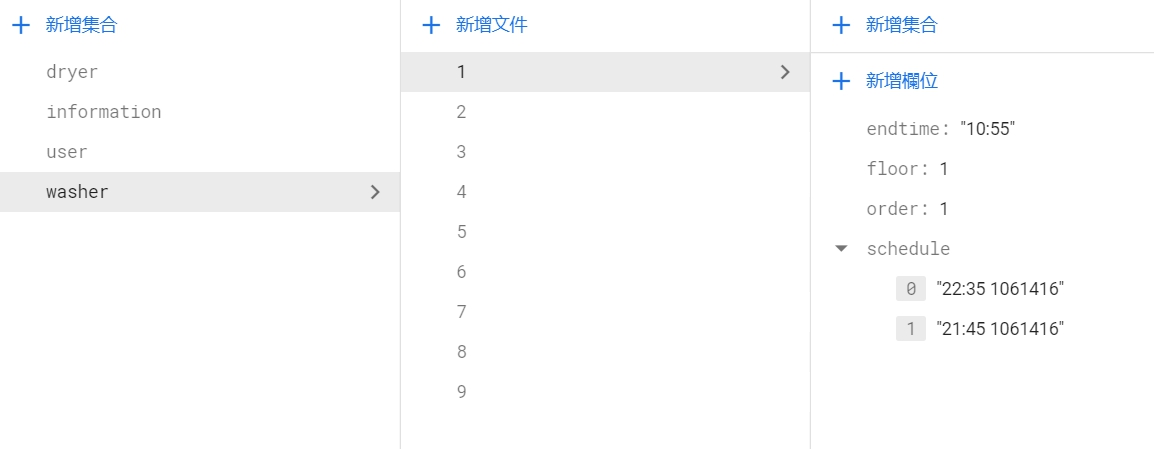 新增集合
dryer
information
user
washer
新增文件
1
2
3
4
5
6
7
8
9
新增集合
新增欄位
endtime: "10:55"
floor: 1
order: 1
schedule
0 "22:35 1061416"
1 "21:45 1061416"